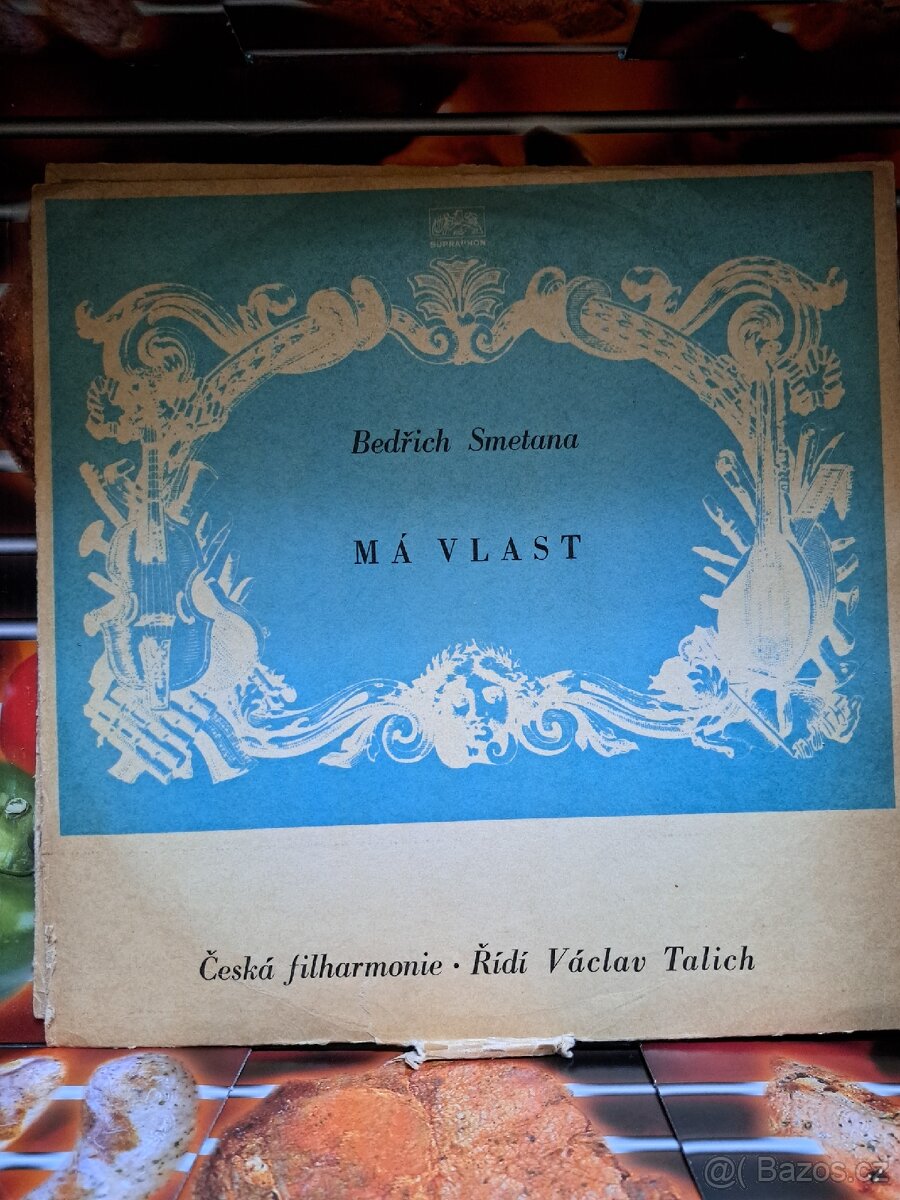 SUPRAPHON
Bedřich Smetana
MÁ VLAST
Česká filharmonie · Řídí Václav Talich
@( Bazos.cz